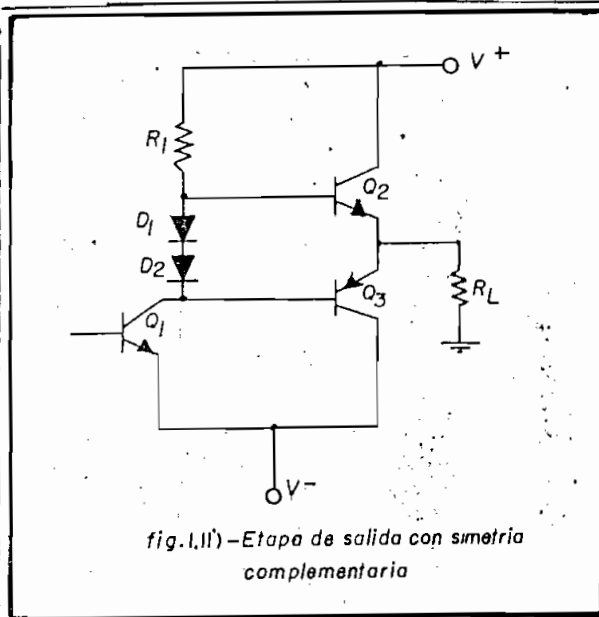 V+
R1
Q2
D1
D2
Q3
RL
Q1
V-
fig.1,11')-Etapa de salida con simetria
complementaria